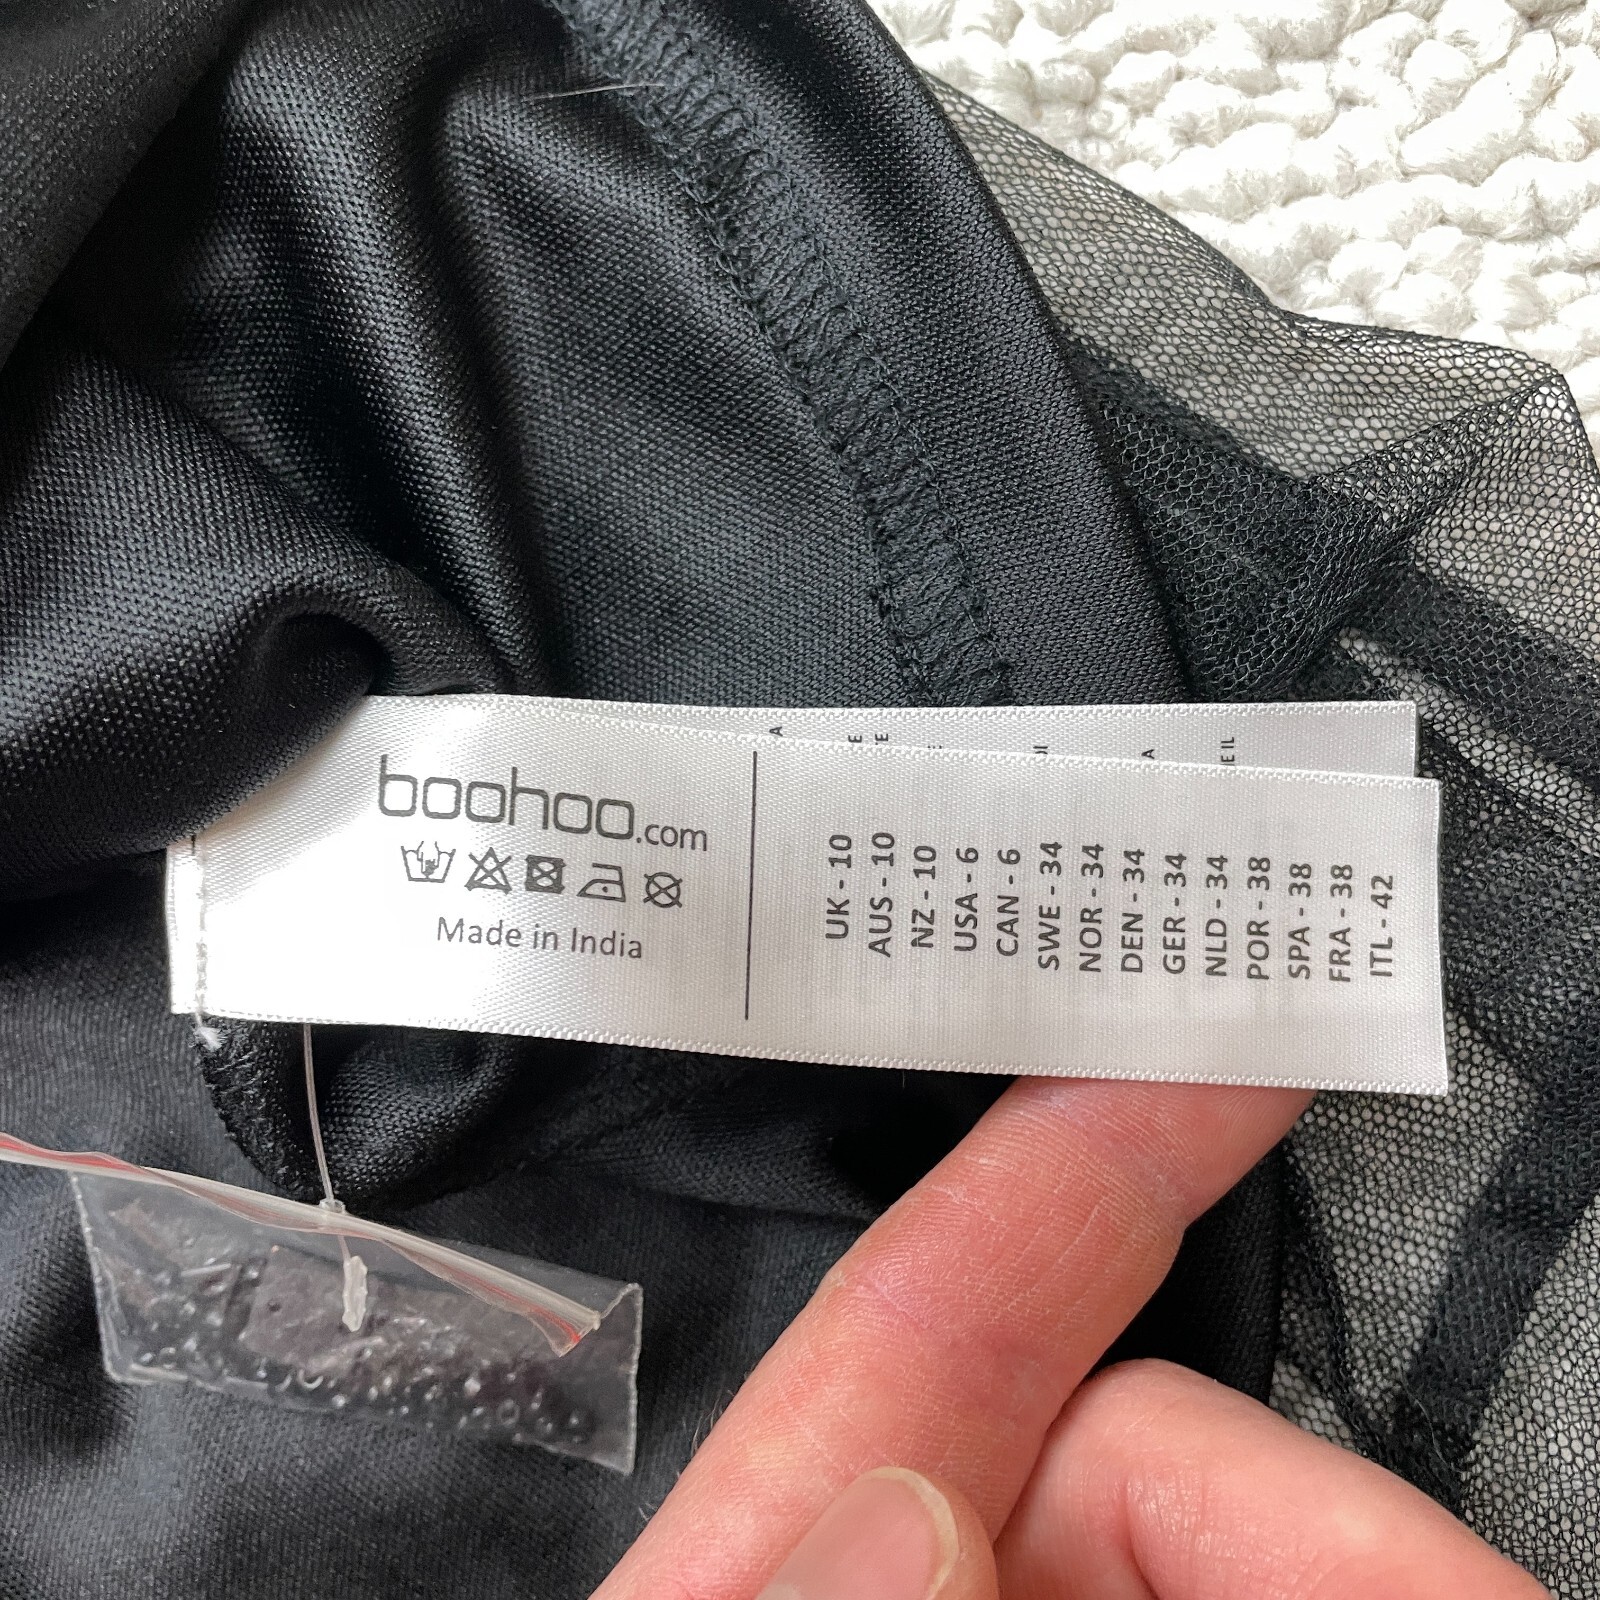 boohoo.com
Made in India
UK - 10
AUS - 10
NZ - 10
USA - 6
CAN - 6
SWE - 34
NOR - 34
DEN - 34
GER - 34
NLD - 34
POR - 38
SPA - 38
FRA - 38
ITL - 42